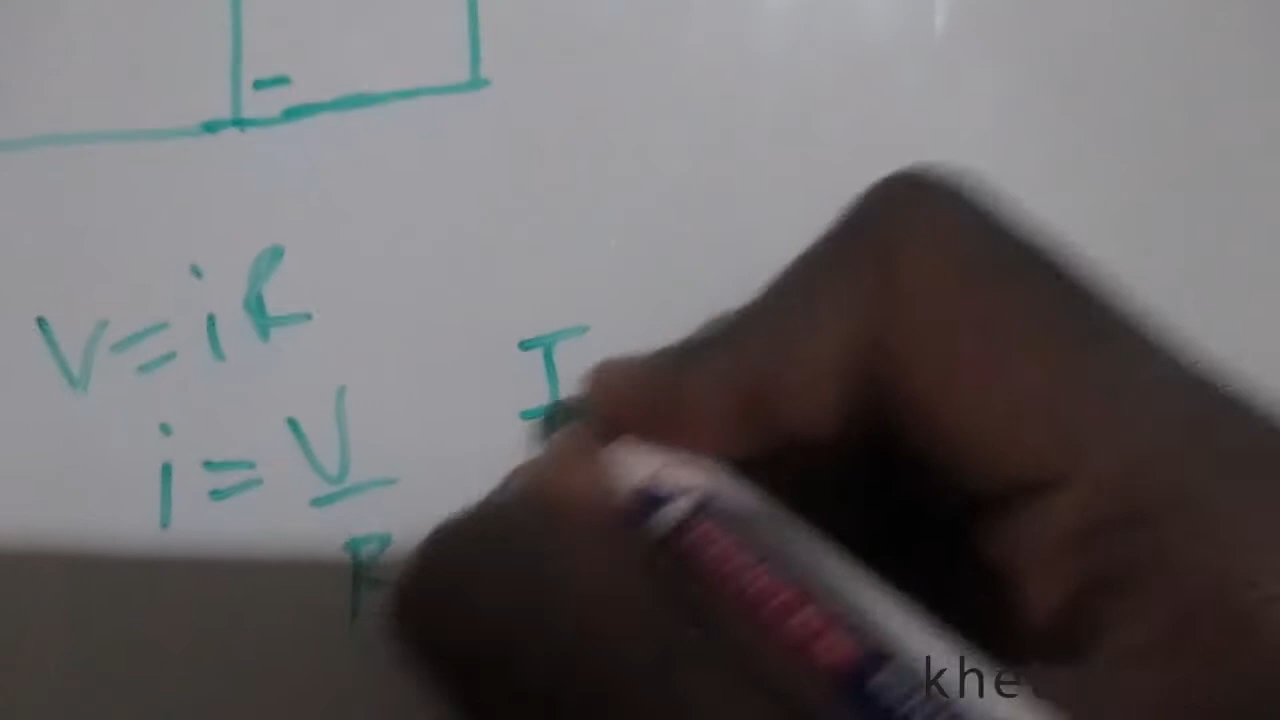 -
V = iR
i = V
R
I
khe